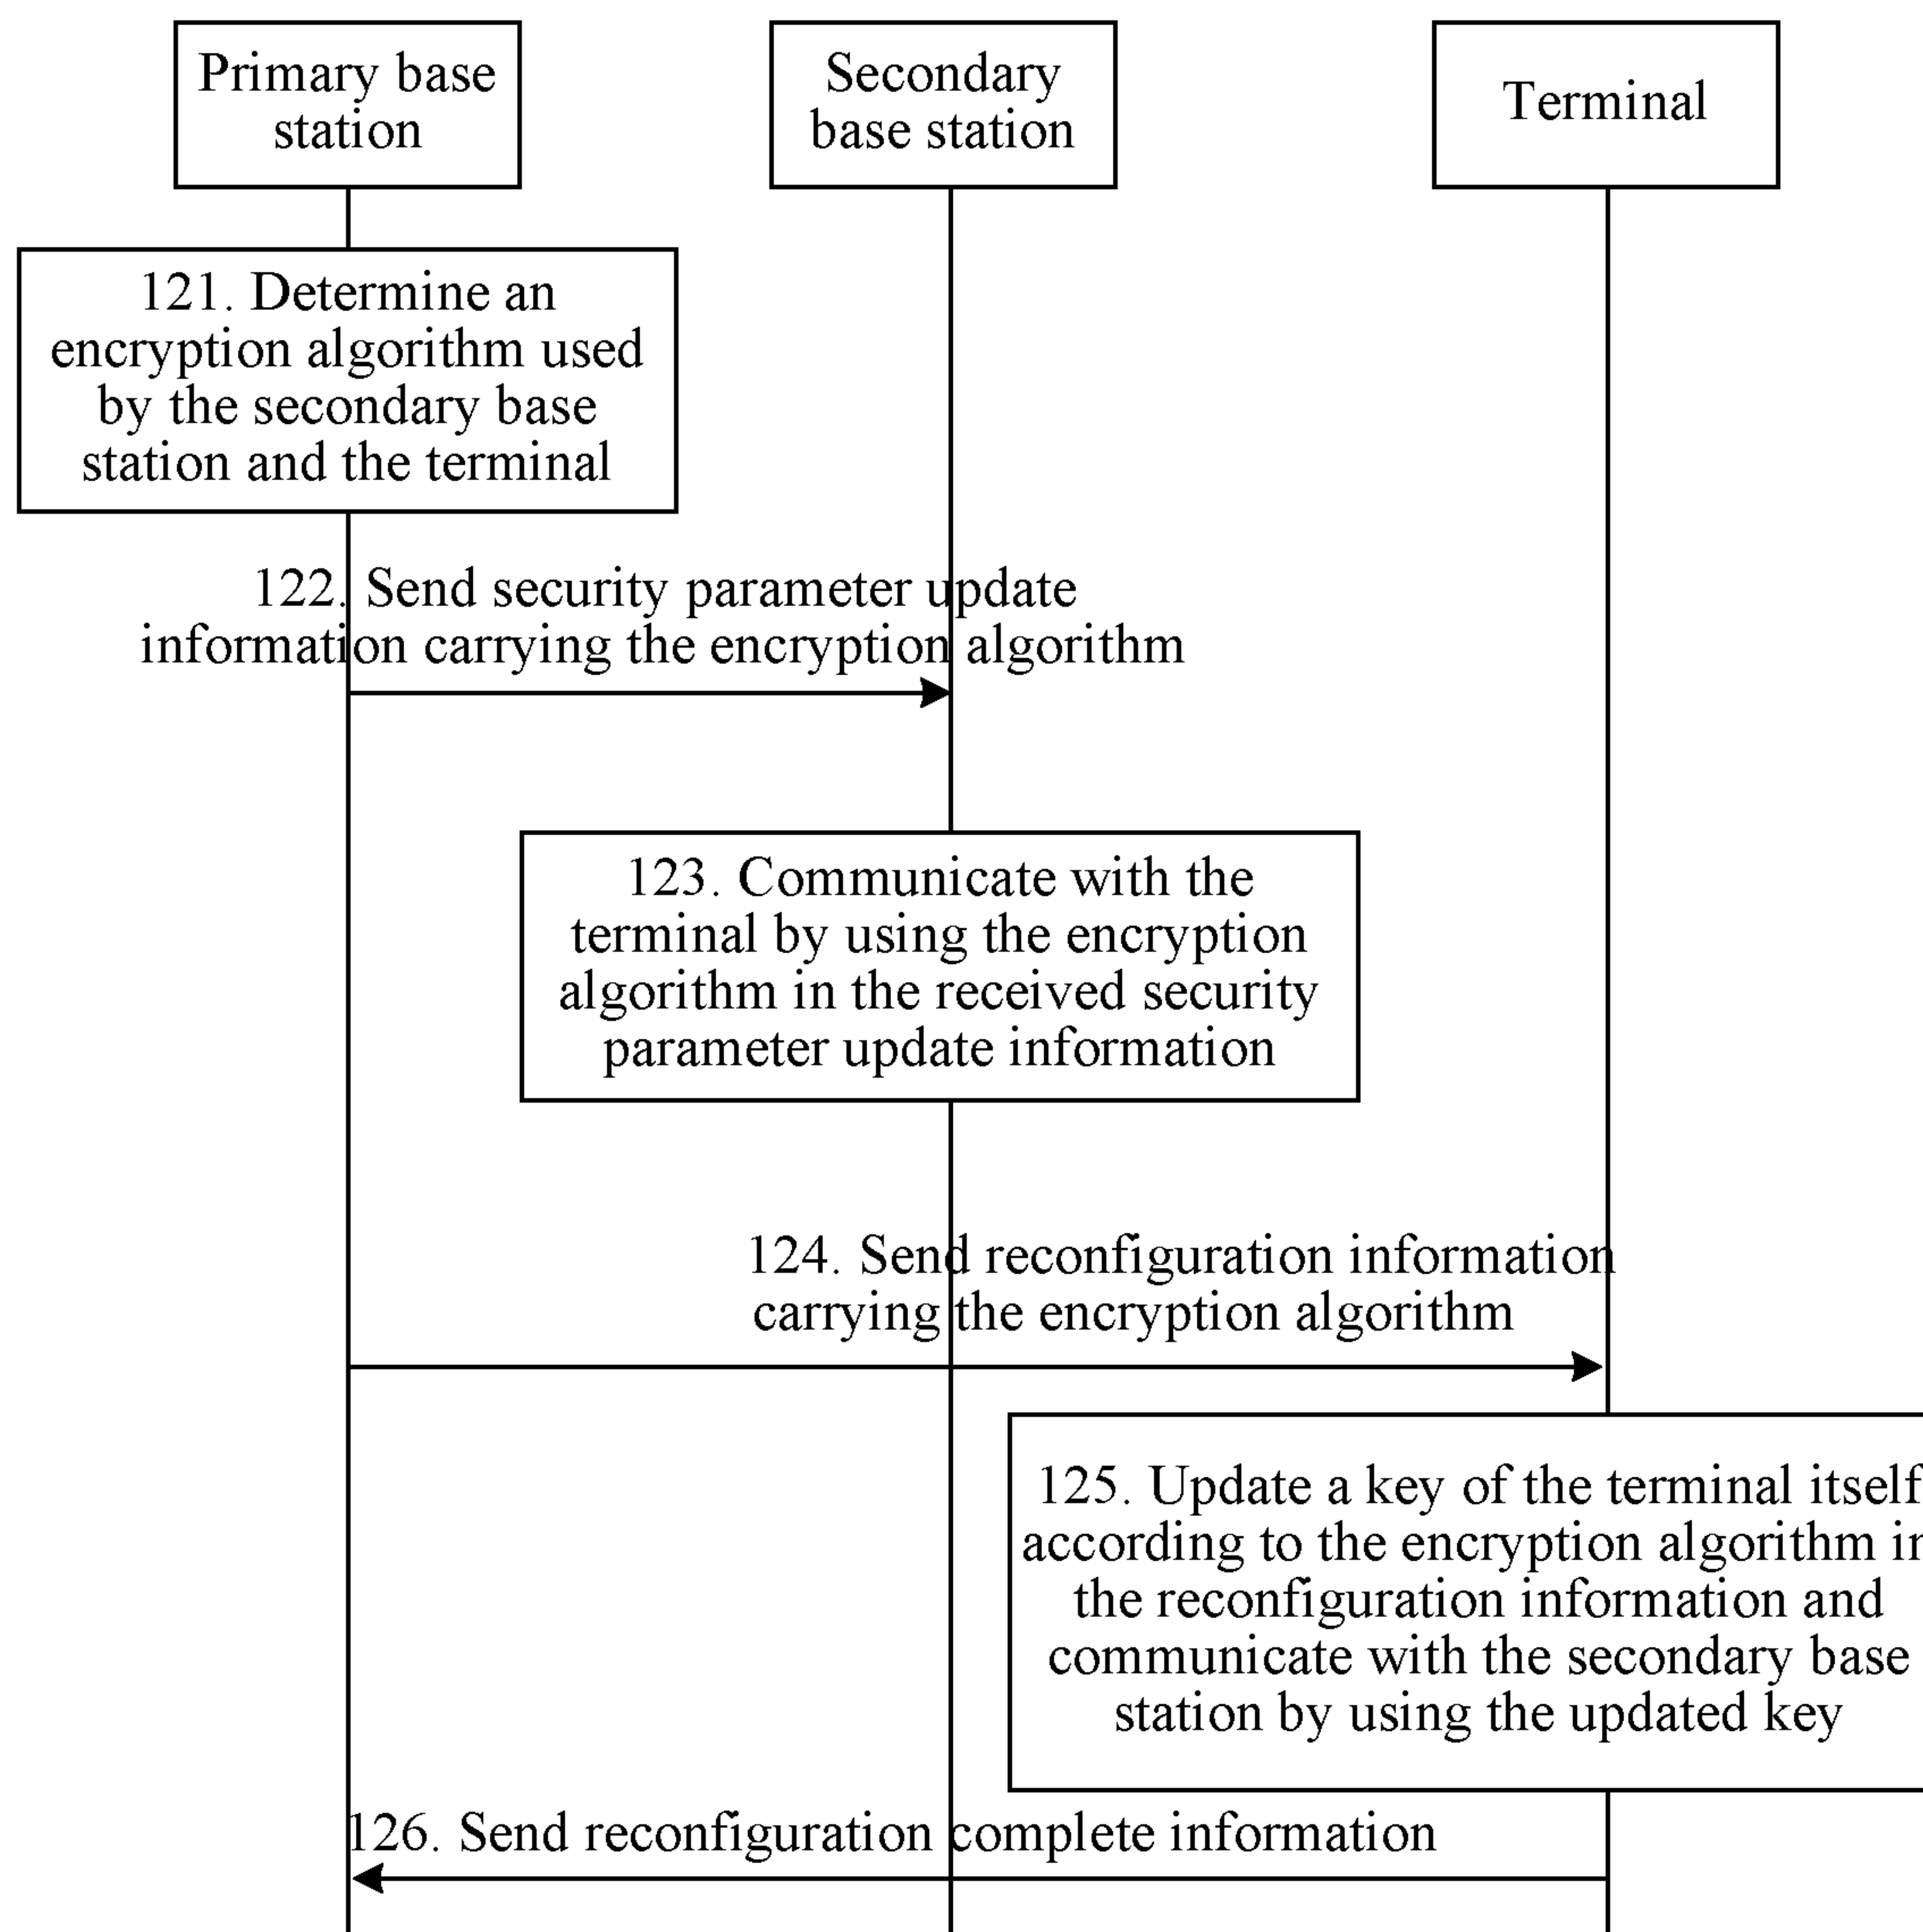 Primary base
station
Secondary
base station
Terminal
121. Determine an
encryption algorithm used
by the secondary base
station and the terminal
122. Send security parameter update
information carrying the encryption algorithm
123. Communicate with the
terminal by using the encryption
algorithm in the received security
parameter update information
124. Send reconfiguration information
carrying the encryption algorithm
125. Update a key of the terminal itself
according to the encryption algorithm in
the reconfiguration information and
communicate with the secondary base
station by using the updated key
126. Send reconfiguration complete information